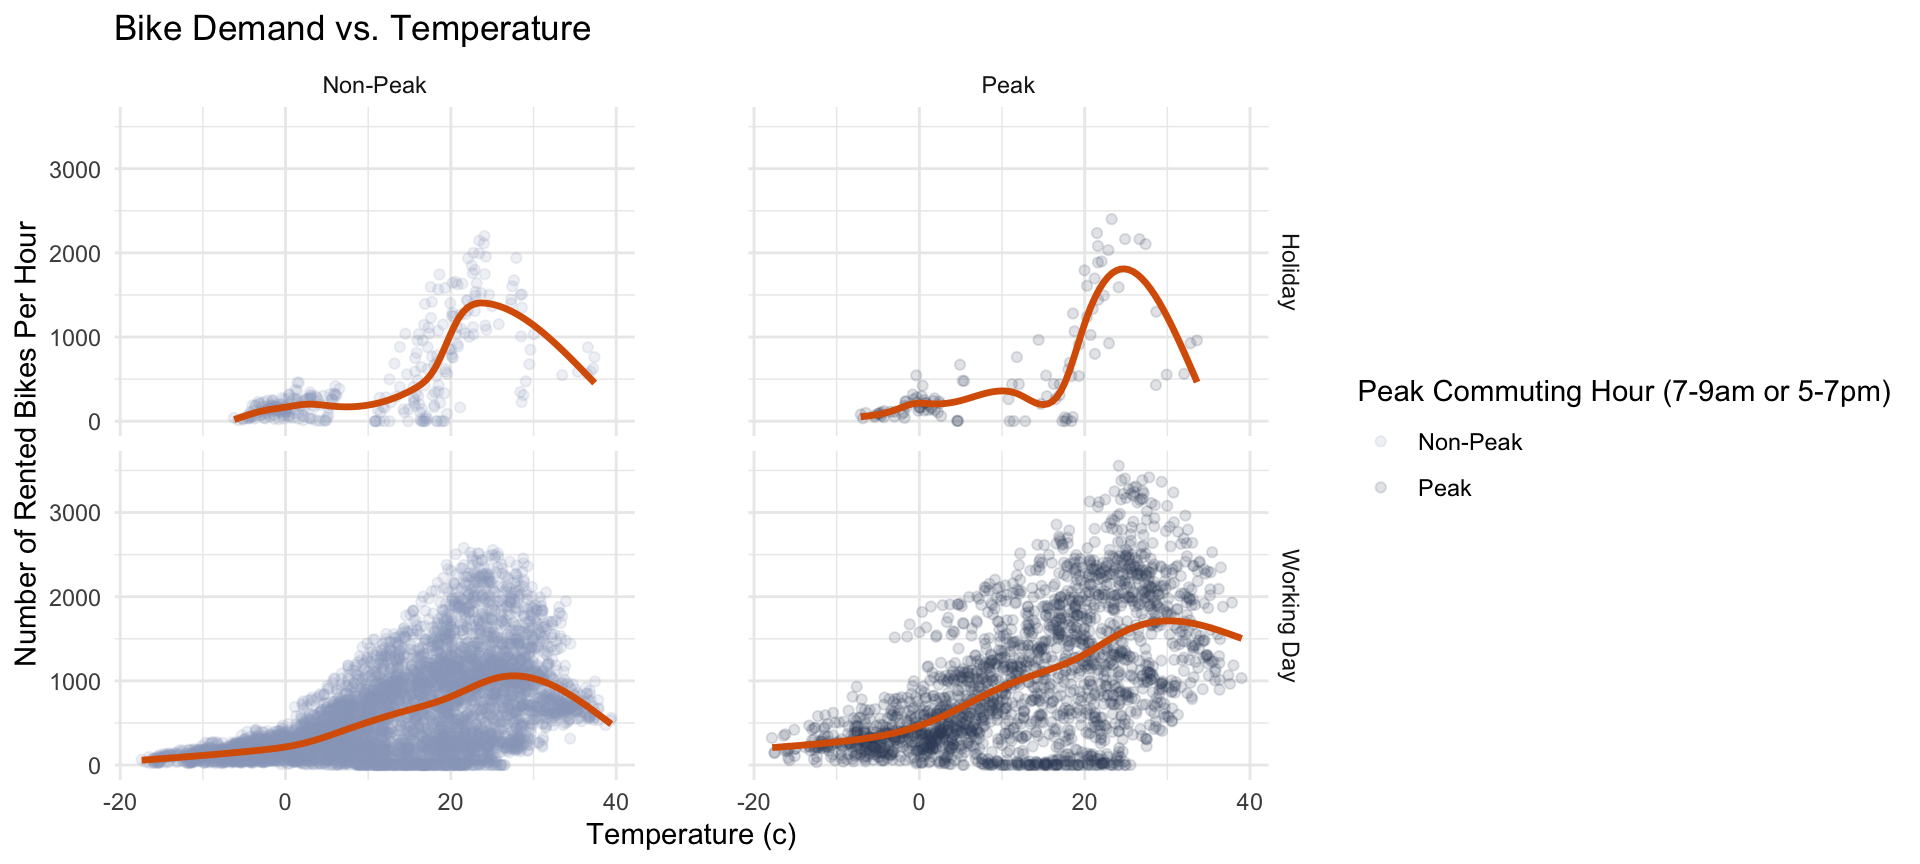 Bike Demand vs. Temperature
Non-Peak
Peak
3000
2000
1000
0
Holiday
3000
2000
1000
0
Working Day
Number of Rented Bikes Per Hour
-20
0
20
40
-20
0
20
40
Temperature (c)
Peak Commuting Hour (7-9am or 5-7pm)
Non-Peak
Peak